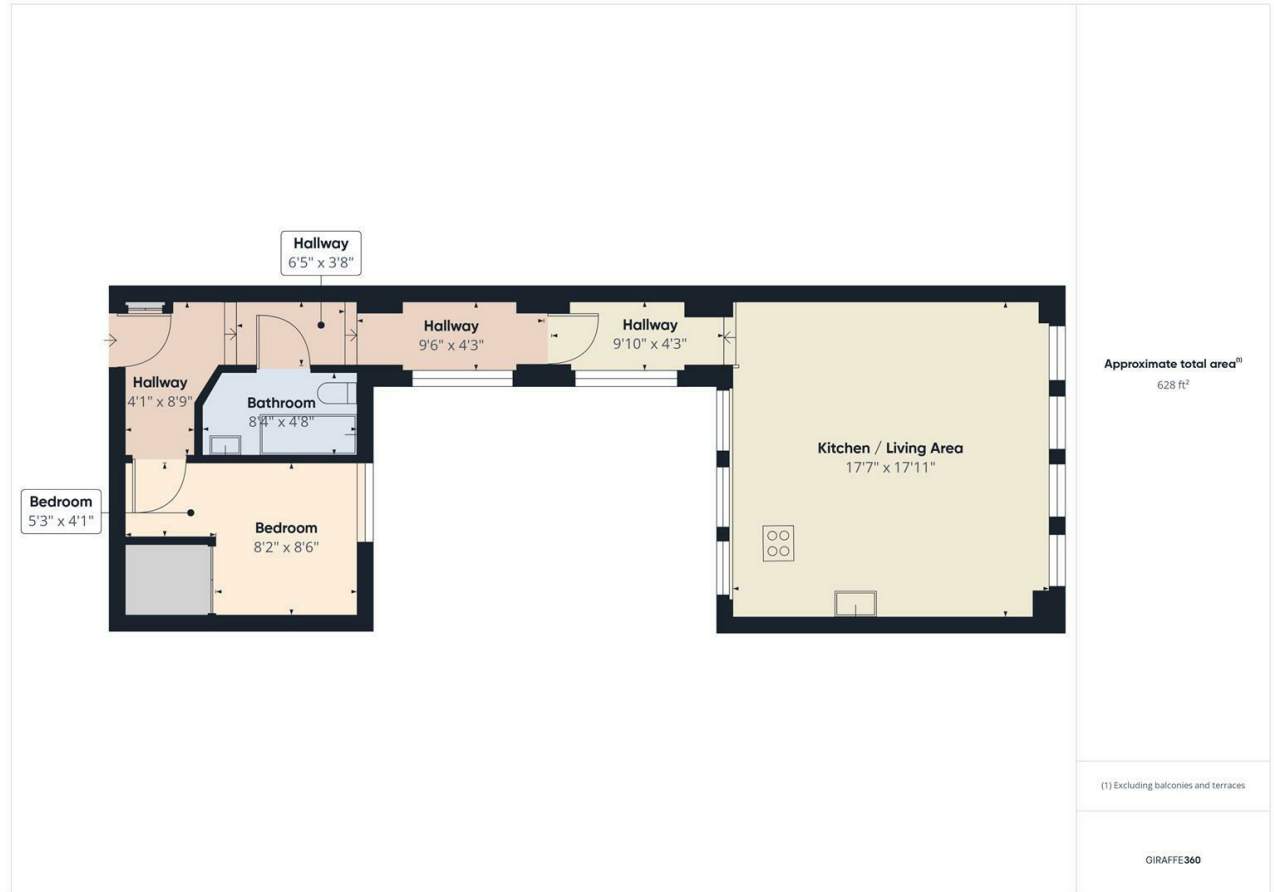 Hallway
6'5" x 3'8"
Hallway
9'6" x 4'3"
Hallway
9'10" x 4'3"
Hallway
4'1" x 8'9"
Bathroom
8'4" x 4'8"
Kitchen / Living Area
17'7" x 17'11"
Bedroom
5'3" x 4'1"
Bedroom
8'2" x 8'6"
Approximate total area(1)
628 ft²
(1) Excluding balconies and terraces
GIRAFFE360